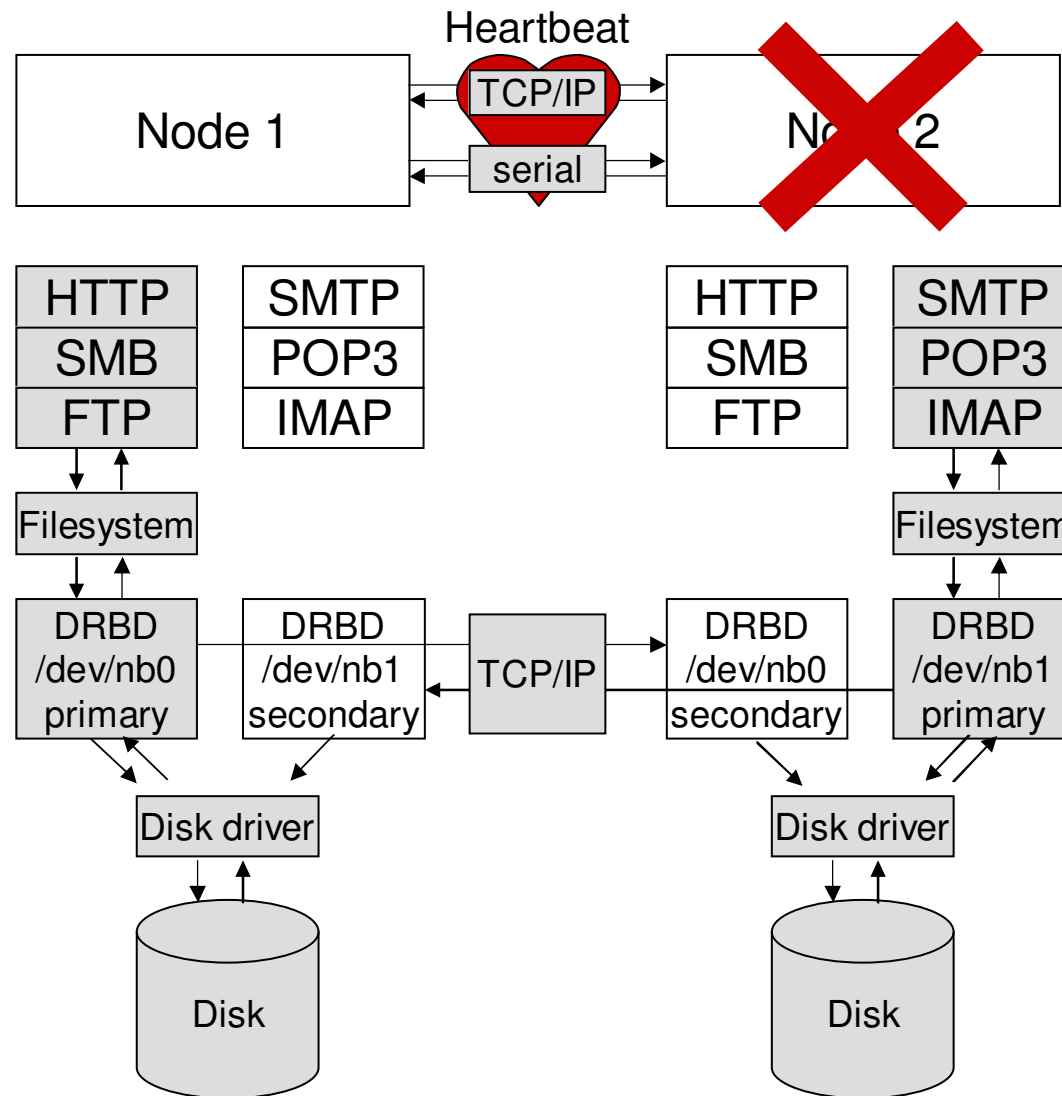 Heartbeat
Node 1
TCP/IP
serial
2
HTTP
SMB
FTP
SMTP
POP3
IMAP
HTTP
SMB
FTP
SMTP
POP3
IMAP
Filesystem
Filesystem
DRBD
/dev/nb0
primary
DRBD
/dev/nb1
secondary
TCP/IP
DRBD
/dev/nb0
secondary
DRBD
/dev/nb1
primary
Disk driver
Disk driver
Disk
Disk